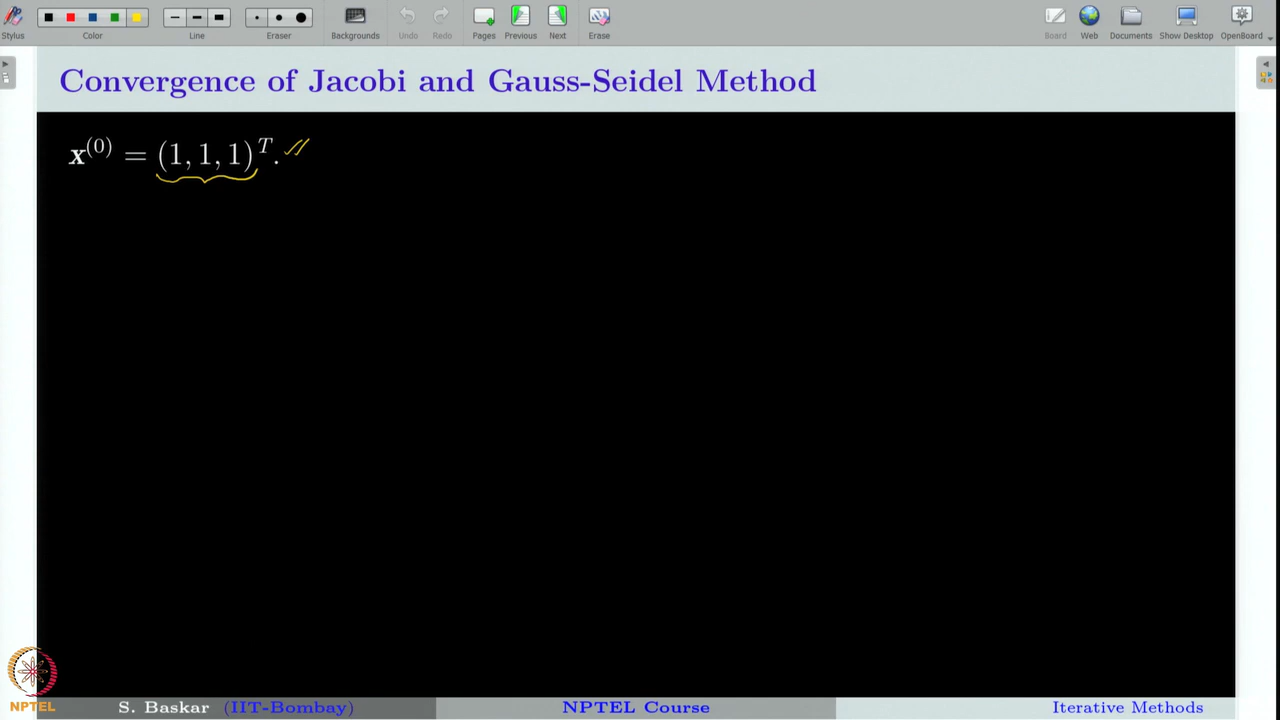 Stylus Color Line Eraser Backgrounds Undo Redo Pages Previous Next Erase Board Web Documents Show Desktop OpenBoard
Convergence of Jacobi and Gauss-Seidel Method
x^(0) = (1, 1, 1)^T.
NPTEL
S. Baskar (IIT-Bombay) NPTEL Course Iterative Methods